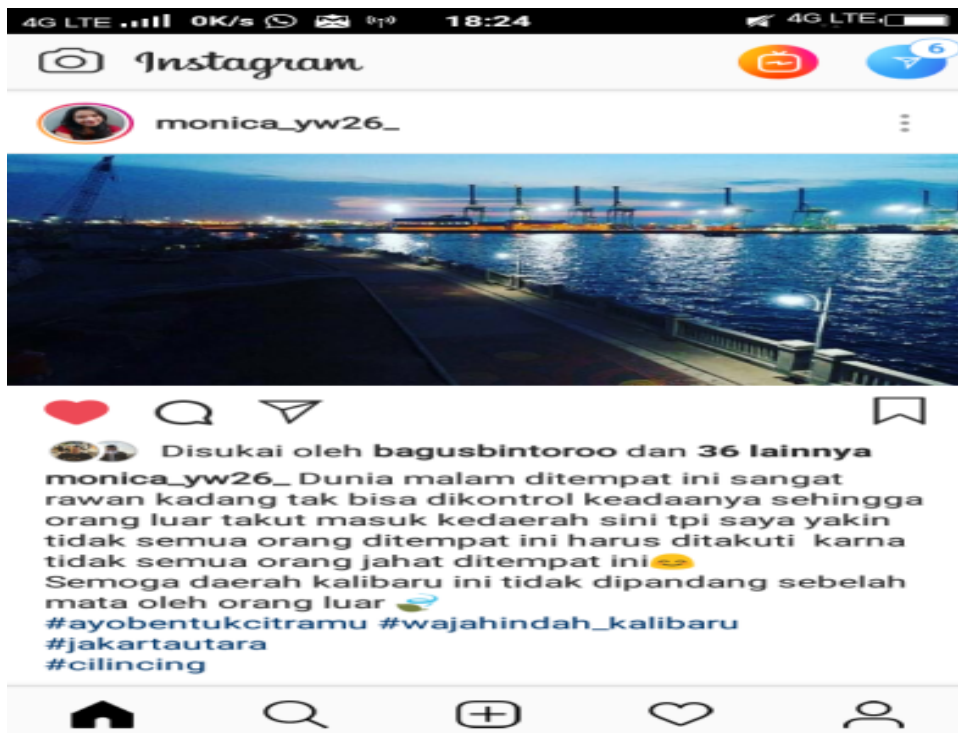 4G LTE 0K/s 18:24 4G LTE
Instagram
6
monica_yw26_
Disukai oleh bagusbintoroo dan 36 lainnya
monica_yw26_ Dunia malam ditempat ini sangat
rawan kadang tak bisa dikontrol keadaanya sehingga
orang luar takut masuk kedaerah sini tpi saya yakin
tidak semua orang ditempat ini harus ditakuti karna
tidak semua orang jahat ditempat ini😊
Semoga daerah kalibaru ini tidak dipandang sebelah
mata oleh orang luar 🍃
#ayobentukcitramu #wajahindah_kalibaru
#jakartautara
#cilincing